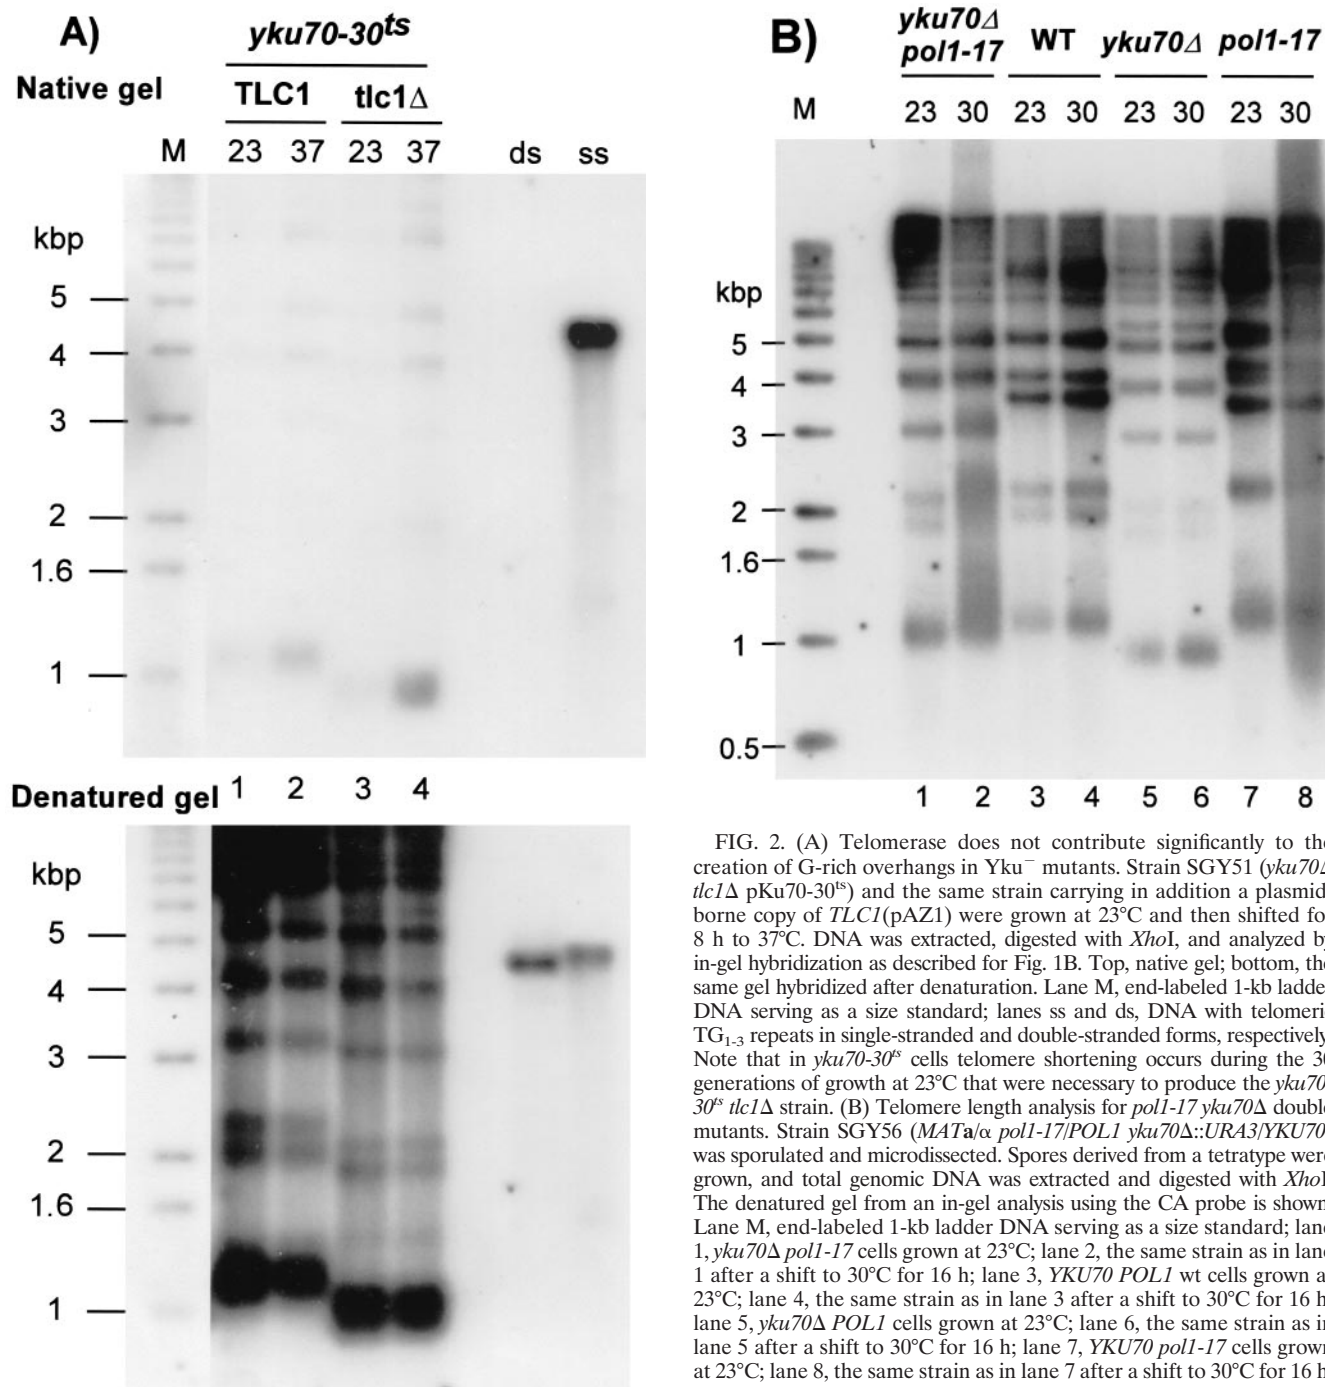 A)
yku70-30ts
Native gel
TLC1 tlc1Δ
M 23 37 23 37 ds ss
kbp
5
4
3
2
1.6
1
1 2 3 4
Denatured gel
kbp
5
4
3
2
1.6
1
B)
yku70Δ pol1-17 WT yku70Δ pol1-17
M 23 30 23 30 23 30 23 30
kbp
5
4
3
2
1.6
1
0.5
1 2 3 4 5 6 7 8
FIG. 2. (A) Telomerase does not contribute significantly to the
creation of G-rich overhangs in Yku− mutants. Strain SGY51 (yku70Δ
tlc1Δ pKu70-30ts) and the same strain carrying in addition a plasmid
borne copy of TLC1(pAZ1) were grown at 23°C and then shifted fo
8 h to 37°C. DNA was extracted, digested with XhoI, and analyzed by
in-gel hybridization as described for Fig. 1B. Top, native gel; bottom, the
same gel hybridized after denaturation. Lane M, end-labeled 1-kb ladde
DNA serving as a size standard; lanes ss and ds, DNA with telomeri
TG1-3 repeats in single-stranded and double-stranded forms, respectively
Note that in yku70-30ts cells telomere shortening occurs during the 30
generations of growth at 23°C that were necessary to produce the yku70
30ts tlc1Δ strain. (B) Telomere length analysis for pol1-17 yku70Δ double
mutants. Strain SGY56 (MATa/α pol1-17/POL1 yku70Δ::URA3/YKU70
was sporulated and microdissected. Spores derived from a tetratype were
grown, and total genomic DNA was extracted and digested with XhoI
The denatured gel from an in-gel analysis using the CA probe is shown
Lane M, end-labeled 1-kb ladder DNA serving as a size standard; lane
1, yku70Δ pol1-17 cells grown at 23°C; lane 2, the same strain as in lane
1 after a shift to 30°C for 16 h; lane 3, YKU70 POL1 wt cells grown a
23°C; lane 4, the same strain as in lane 3 after a shift to 30°C for 16 h
lane 5, yku70Δ POL1 cells grown at 23°C; lane 6, the same strain as in
lane 5 after a shift to 30°C for 16 h; lane 7, YKU70 pol1-17 cells grown
at 23°C; lane 8, the same strain as in lane 7 after a shift to 30°C for 16 h